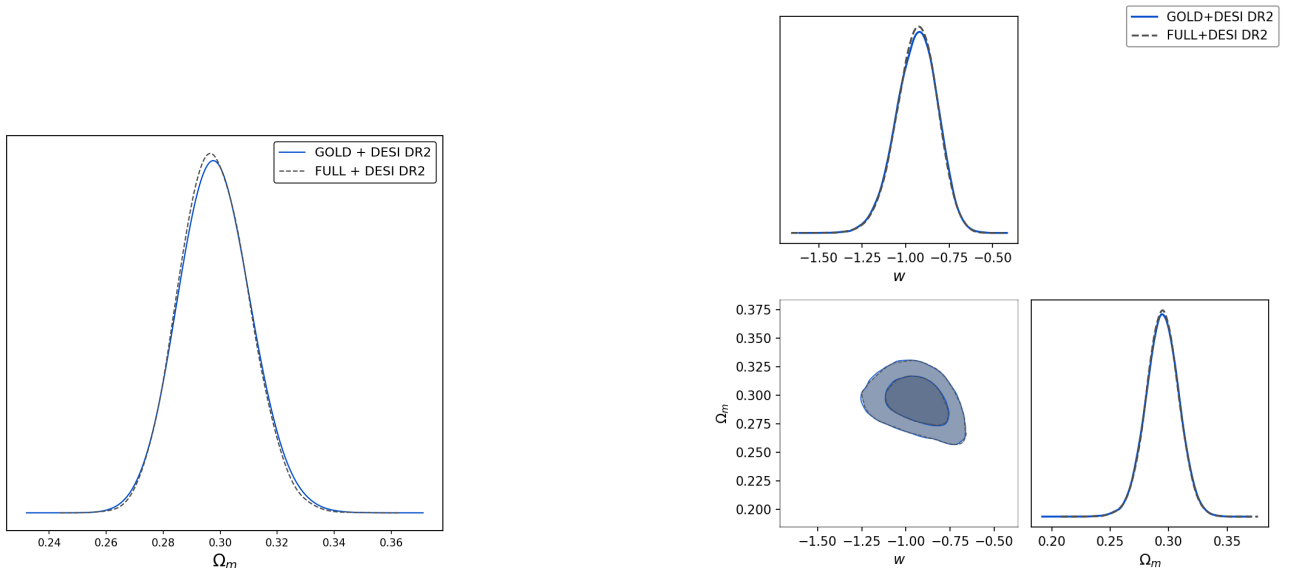 GOLD + DESI DR2
FULL + DESI DR2
0.24 0.26 0.28 0.30 0.32 0.34 0.36
Ωm
GOLD+DESI DR2
FULL+DESI DR2
−1.50 −1.25 −1.00 −0.75 −0.50
w
0.375
0.350
0.325
0.300
0.275
0.250
0.225
0.200
Ωm
−1.50 −1.25 −1.00 −0.75 −0.50
w
0.20 0.25 0.30 0.35
Ωm